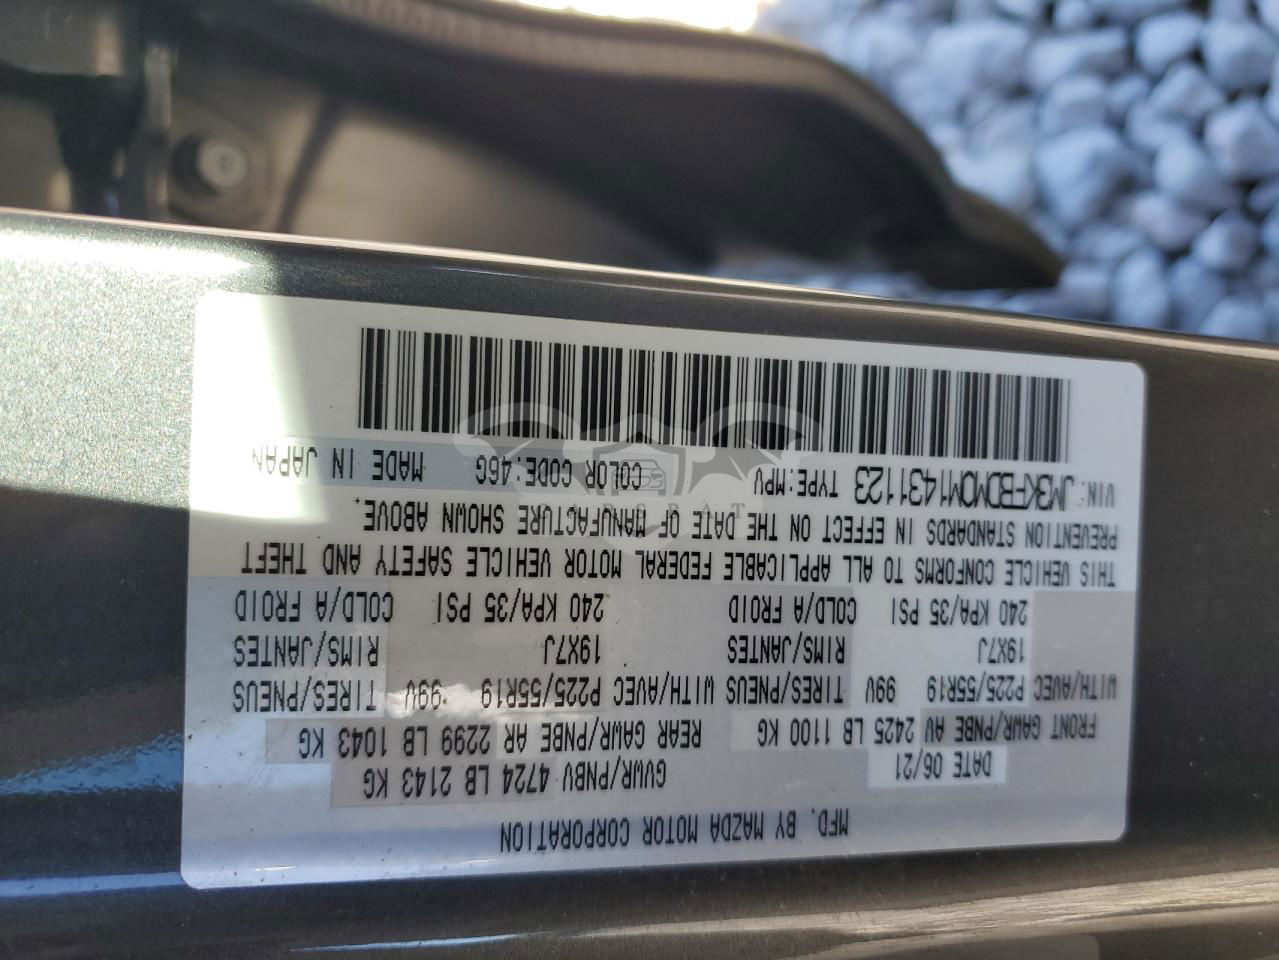 MFD. BY MAZDA MOTOR CORPORATION
DATE 06/21 GVWR/PNBV 4724 LB 2143 KG
FRONT GAWR/PNBE AV 2425 LB 1100 KG REAR GAWR/PNBE AR 2299 LB 1043 KG
WITH/AVEC P225/55R19 99V TIRES/PNEUS WITH/AVEC P225/55R19 99V TIRES/PNEUS
19X7J RIMS/JANTES 19X7J RIMS/JANTES
240 KPA/35 PSI COLD/A FROID 240 KPA/35 PSI COLD/A FROID
THIS VEHICLE CONFORMS TO ALL APPLICABLE FEDERAL MOTOR VEHICLE SAFETY AND THEFT
PREVENTION STANDARDS IN EFFECT ON THE DATE OF MANUFACTURE SHOWN ABOVE.
VIN: JM3KFBDM0M1431123 TYPE:MPV COLOR CODE:46G MADE IN JAPAN